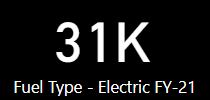 31K
Fuel Type - Electric FY-21